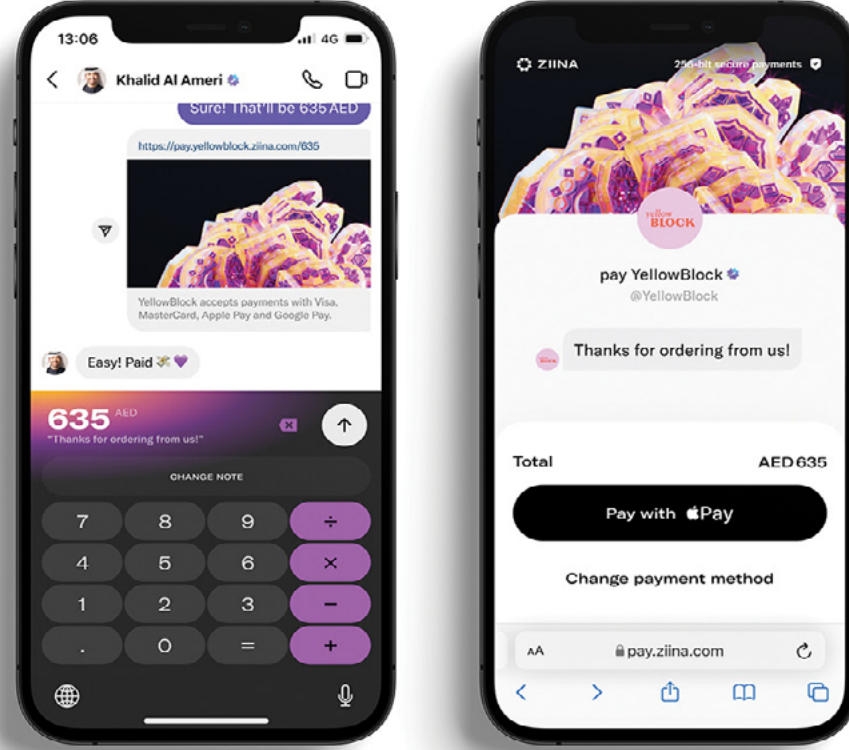 13:06
4G
Khalid Al Ameri
Sure! That'll be 635 AED
https://pay.yellowblock.ziina.com/635
YellowBlock accepts payments with Visa,
MasterCard, Apple Pay and Google Pay.
Easy! Paid 💸 💜
635 AED
"Thanks for ordering from us!"
CHANGE NOTE
7 8 9 ÷
4 5 6 ×
1 2 3 −
. 0 = +
ZIINA
256-bit secure payments
yellow
BLOCK
pay YellowBlock
@YellowBlock
Thanks for ordering from us!
Total AED 635
Pay with Pay
Change payment method
AA pay.ziina.com